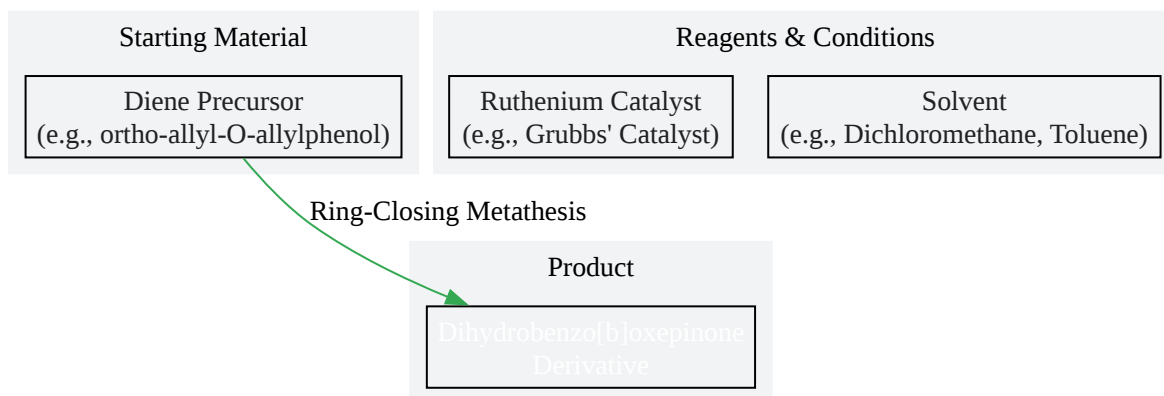 Starting Material
Reagents & Conditions
Diene Precursor
(e.g., ortho-allyl-O-allylphenol)
Ruthenium Catalyst
(e.g., Grubbs' Catalyst)
Solvent
(e.g., Dichloromethane, Toluene)
Ring-Closing Metathesis
Product
Dihydrobenzo[b]oxepinone
Derivative